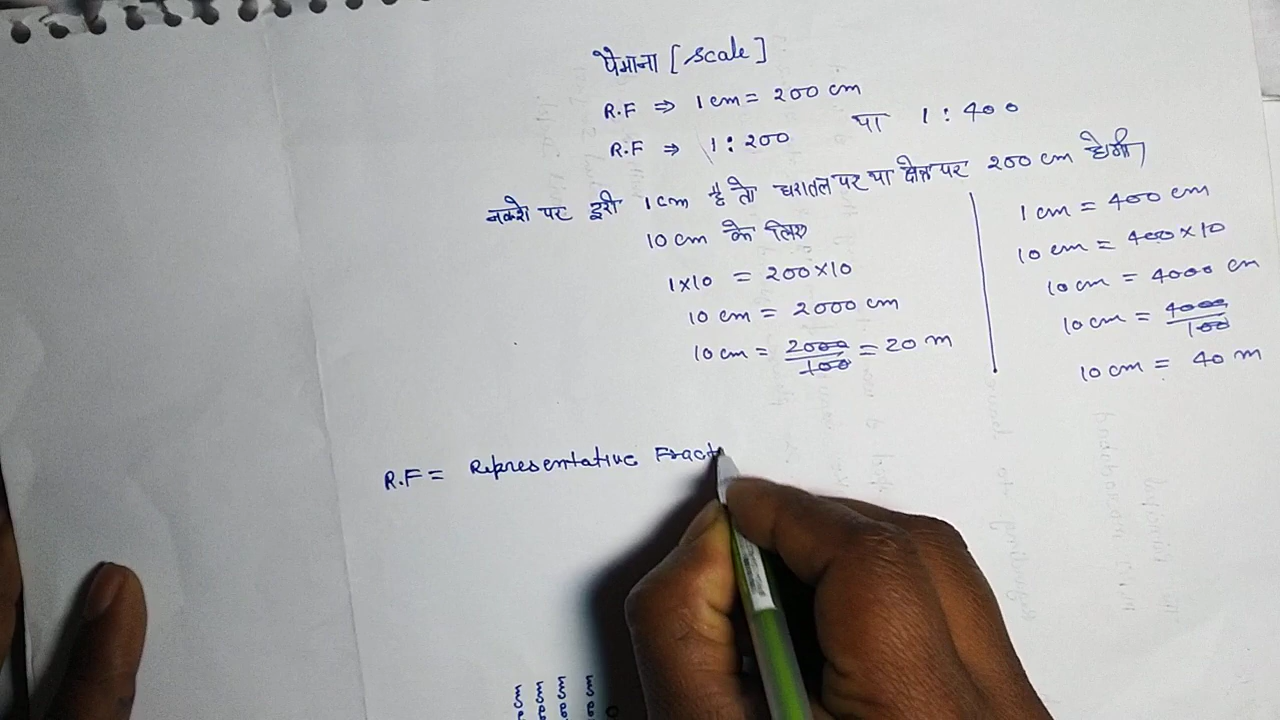 पैमाना [Scale]
R.F ⇒ 1 cm = 200 cm
R.F ⇒ 1 : 200 या 1 : 400
नक्शे पर दूरी 1 cm है तो धरातल पर या क्षेत्र पर 200 cm होगी।
10 cm के लिए
1×10 = 200×10
10 cm = 2000 cm
10 cm = 2000/100 = 20 m
1 cm = 400 cm
10 cm = 400×10
10 cm = 4000 cm
10 cm = 4000/100
10 cm = 40 m
R.F = Representative Fract